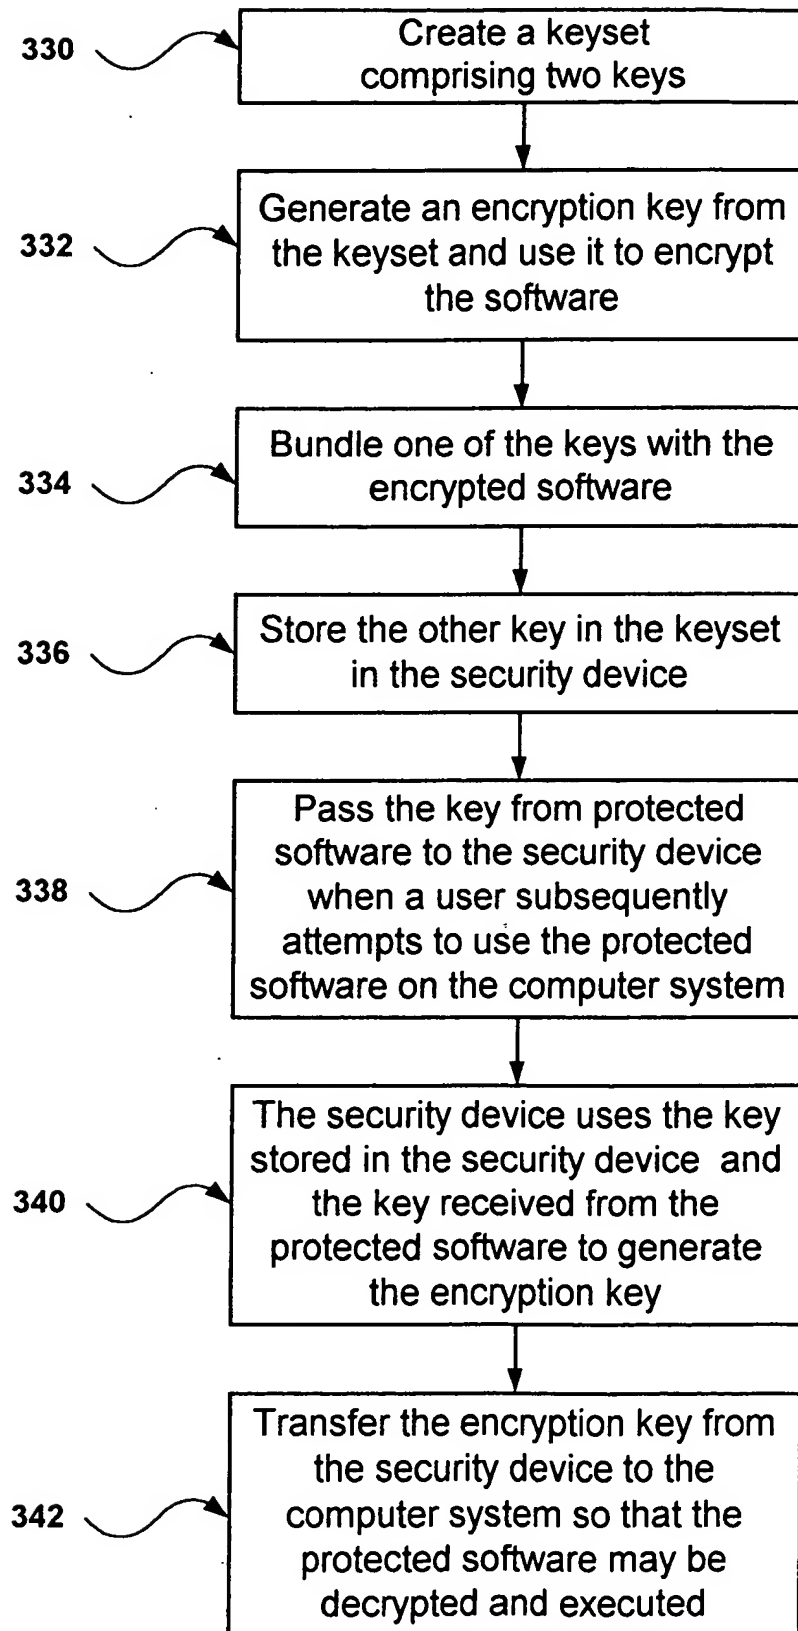 330
Create a keyset
comprising two keys
332
Generate an encryption key from
the keyset and use it to encrypt
the software
334
Bundle one of the keys with the
encrypted software
336
Store the other key in the keyset
in the security device
338
Pass the key from protected
software to the security device
when a user subsequently
attempts to use the protected
software on the computer system
340
The security device uses the key
stored in the security device and
the key received from the
protected software to generate
the encryption key
342
Transfer the encryption key from
the security device to the
computer system so that the
protected software may be
decrypted and executed